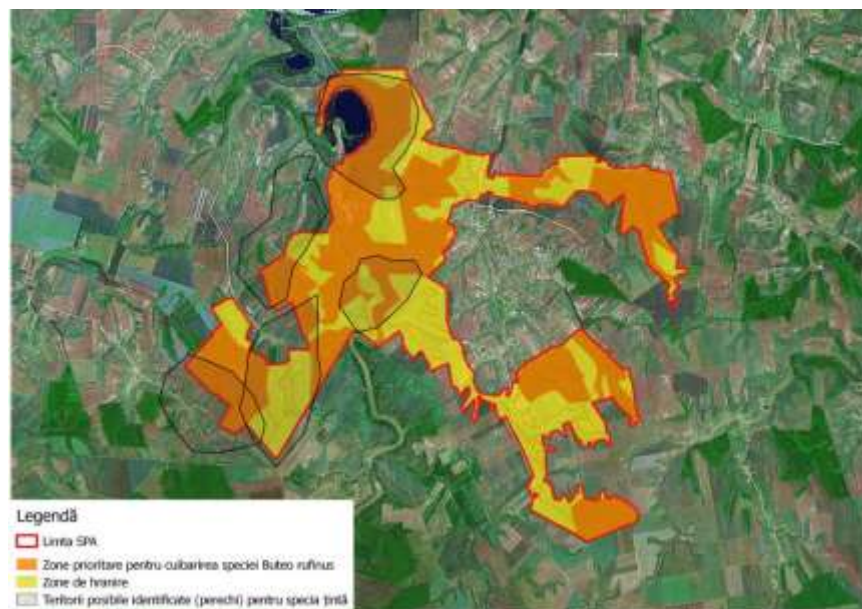 Legendă
Limita SPA
Zone prioritare pentru cuibarirea speciei Buteo rufinus
Zone de hranire
Teritorii posibile identificate (perechi) pentru specia țintă